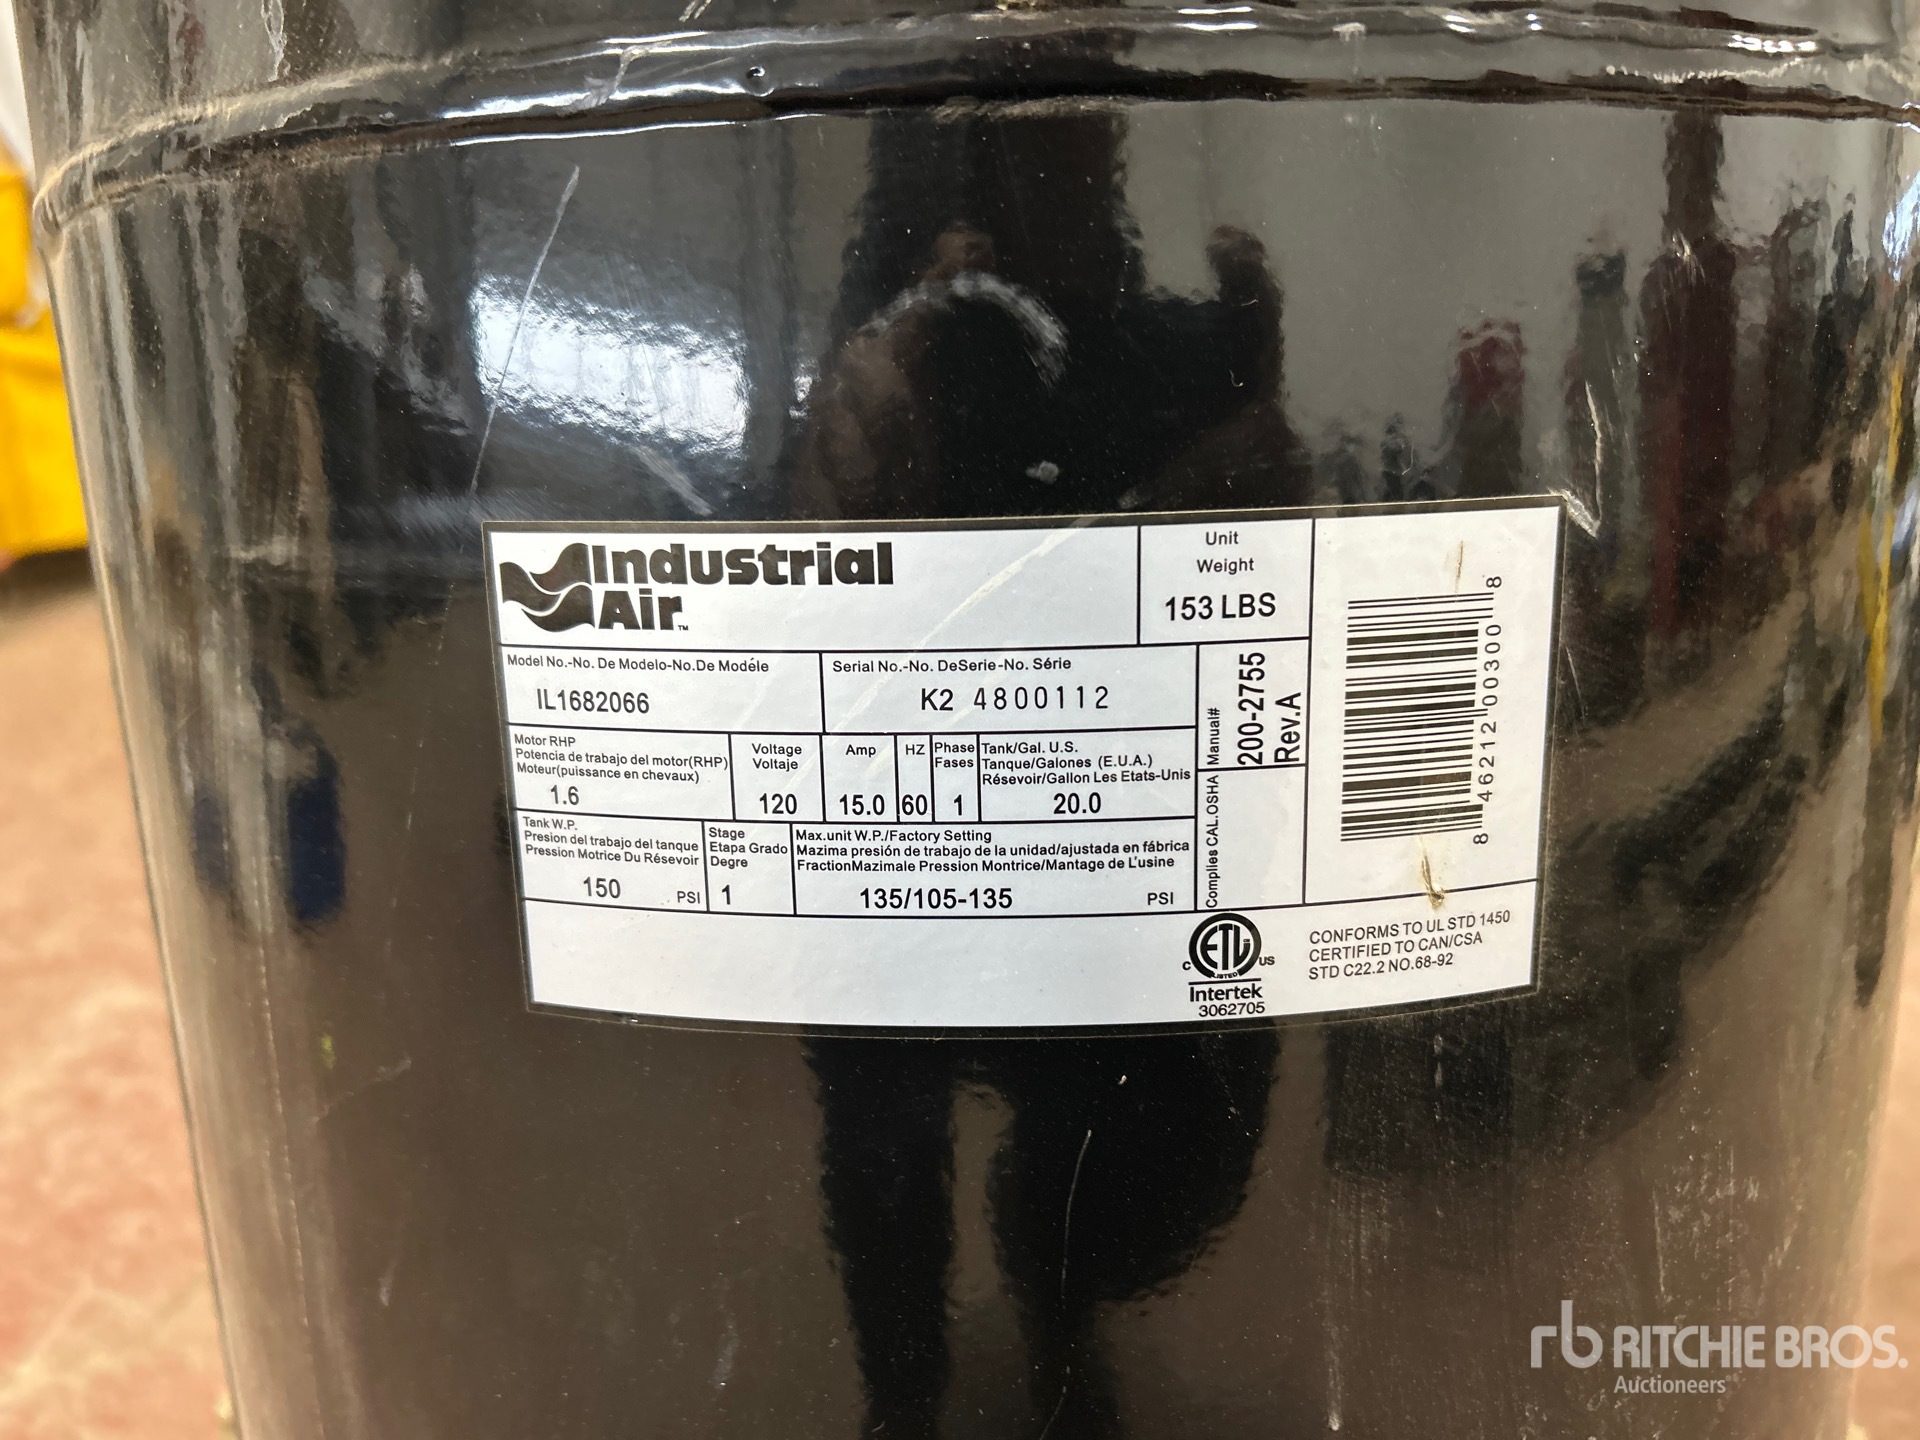 Industrial
Air™
Unit
Weight
153 LBS
Model No.-No. De Modelo-No.De Modéle
IL1682066
Serial No.-No. DeSerie-No. Série
K2 4800112
Manual#
200-2755
Rev.A
Motor RHP
Potencia de trabajo del motor(RHP)
Moteur(puissance en chevaux)
1.6
Voltage
Voltaje
120
Amp
15.0
HZ
60
Phase
Fases
1
Tank/Gal. U.S.
Tanque/Galones (E.U.A.)
Résevoir/Gallon Les Etats-Unis
20.0
Tank W.P.
Presion del trabajo del tanque
Pression Motrice Du Résevoir
150 PSI
Stage
Etapa Grado
Degre
1
Max.unit W.P./Factory Setting
Mazima presión de trabajo de la unidad/ajustada en fábrica
FractionMazimale Pression Montrice/Mantage de L'usine
135/105-135 PSI
Complies CAL.OSHA
8 46212 00300 8
ETL
LISTED
C US
Intertek
3062705
CONFORMS TO UL STD 1450
CERTIFIED TO CAN/CSA
STD C22.2 NO.68-92
rb RITCHIE BROS.
Auctioneers